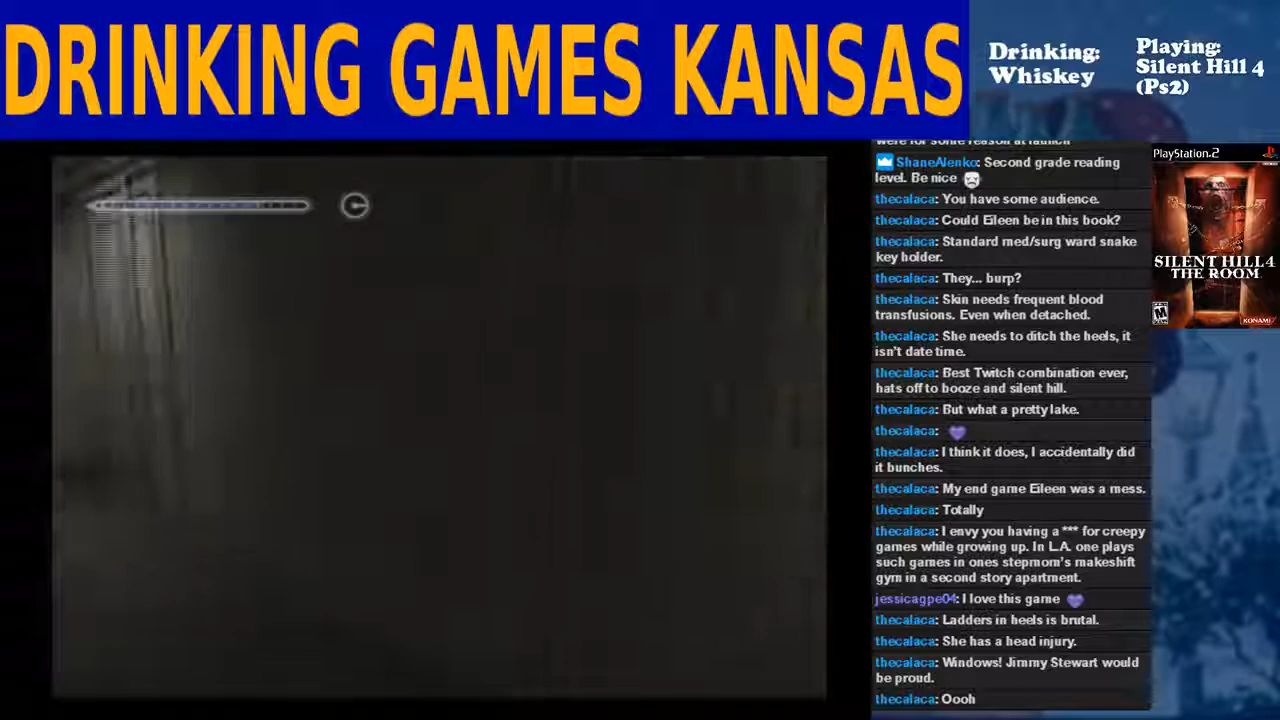 DRINKING GAMES KANSAS
Drinking:
Whiskey
Playing:
Silent Hill 4
(Ps2)
were for some reason at launch
ShaneAlenko: Second grade reading
level. Be nice
thecalaca: You have some audience.
thecalaca: Could Eileen be in this book?
thecalaca: Standard med/surg ward snake
key holder.
thecalaca: They... burp?
thecalaca: Skin needs frequent blood
transfusions. Even when detached.
thecalaca: She needs to ditch the heels, it
isn't date time.
thecalaca: Best Twitch combination ever,
hats off to booze and silent hill.
thecalaca: But what a pretty lake.
thecalaca:
thecalaca: I think it does, I accidentally did
it bunches.
thecalaca: My end game Eileen was a mess.
thecalaca: Totally
thecalaca: I envy you having a *** for creepy
games while growing up. In L.A. one plays
such games in ones stepmom's makeshift
gym in a second story apartment.
jessicagpe04: I love this game
thecalaca: Ladders in heels is brutal.
thecalaca: She has a head injury.
thecalaca: Windows! Jimmy Stewart would
be proud.
thecalaca: Oooh
PlayStation.2
SILENT HILL 4
THE ROOM
KONAMI